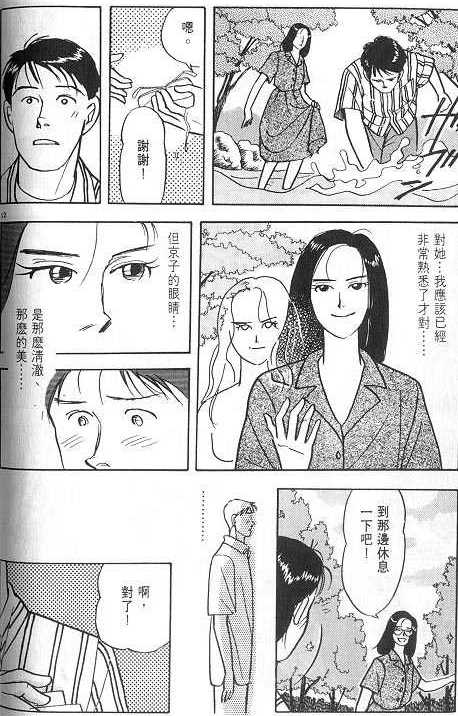 嗯。
謝謝！
對她…我應該已經
非常熟悉了才對……
但京子的眼睛…
是那麽清澈、
那麽的美……
到那邊休息
一下吧！
………
啊，
對了！